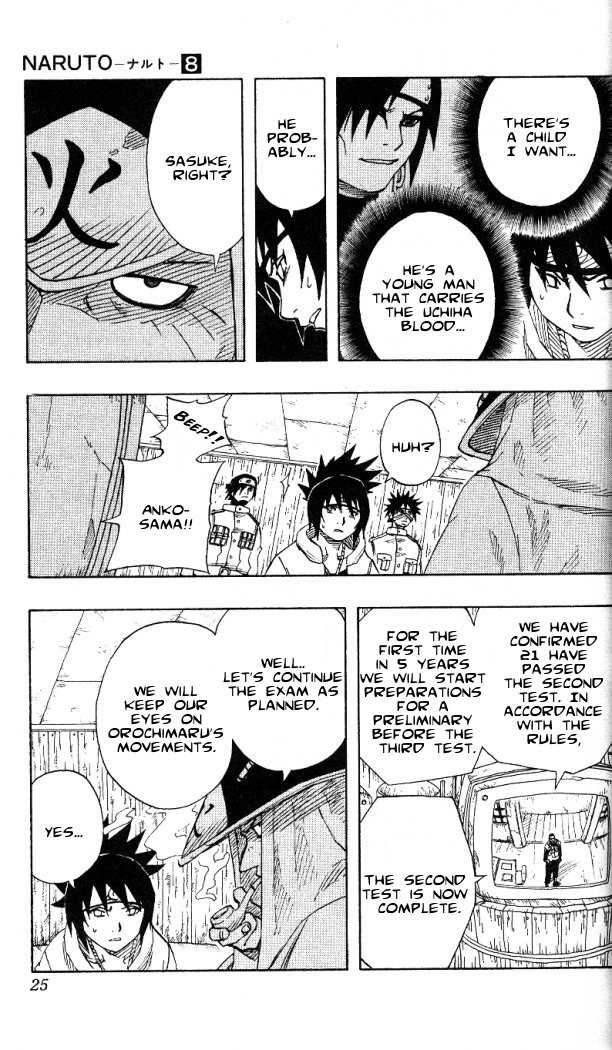 NARUTO—ナルト—8
THERE'S
A CHILD
I WANT...
HE'S A
YOUNG MAN
THAT CARRIES
THE UCHIHA
BLOOD...
HE
PROB-
ABLY...
SASUKE,
RIGHT?
火
HUH?
BEEP!!
ANKO-
SAMA!!
WE HAVE
CONFIRMED
21 HAVE
PASSED
THE SECOND
TEST. IN
ACCORDANCE
WITH THE
RULES,
FOR THE
FIRST TIME
IN 5 YEARS
WE WILL START
PREPARATIONS
FOR A
PRELIMINARY
BEFORE THE
THIRD TEST.
THE SECOND
TEST IS NOW
COMPLETE.
WELL..
LET'S CONTINUE
THE EXAM AS
PLANNED.
WE WILL
KEEP OUR
EYES ON
OROCHIMARU'S
MOVEMENTS.
YES...
25